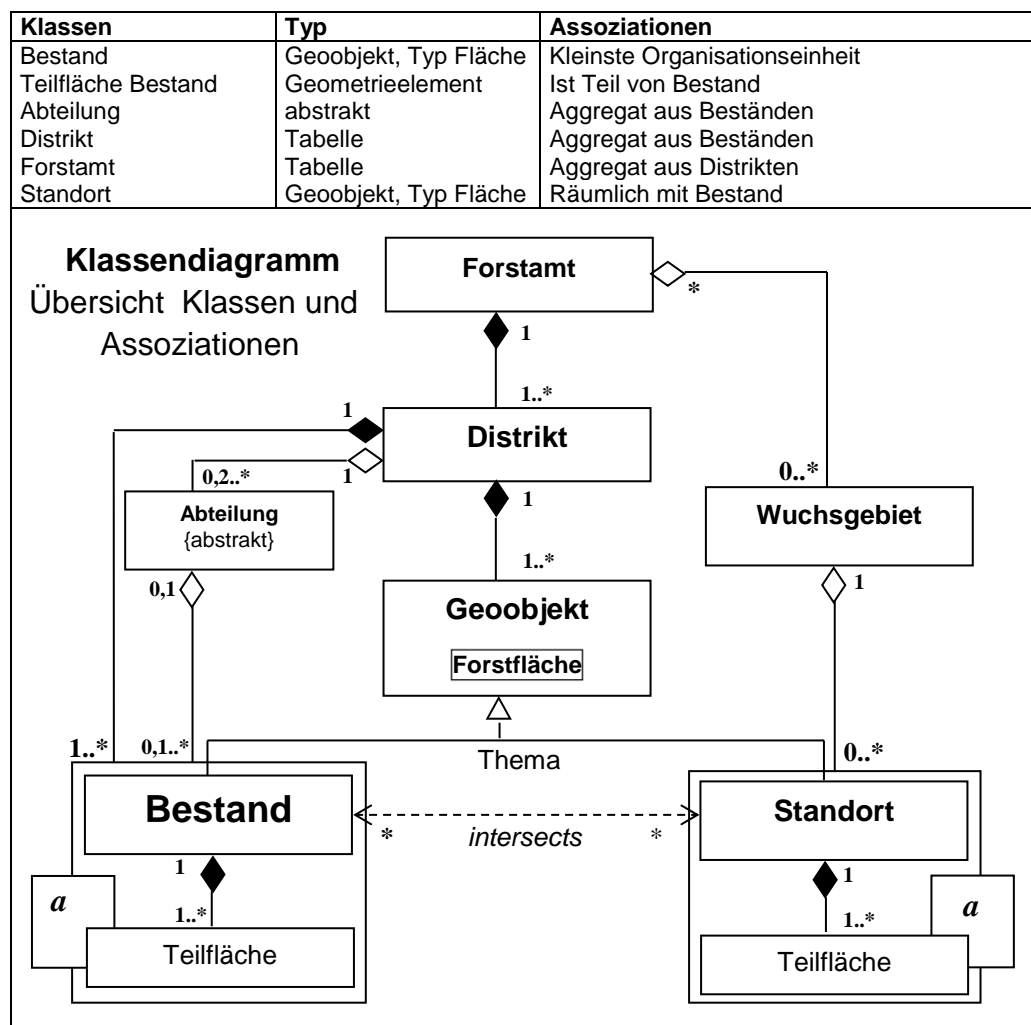 Klassen Typ Assoziationen
Bestand Geoobjekt, Typ Fläche Kleinste Organisationseinheit
Teilfläche Bestand Geometrieelement Ist Teil von Bestand
Abteilung abstrakt Aggregat aus Beständen
Distrikt Tabelle Aggregat aus Beständen
Forstamt Tabelle Aggregat aus Distrikten
Standort Geoobjekt, Typ Fläche Räumlich mit Bestand
Klassendiagramm
Übersicht Klassen und
Assoziationen
Forstamt
*
1
1..*
1
Distrikt
1
0,2..*
1
0..*
Abteilung
{abstrakt}
Wuchsgebiet
0,1
1..*
1
Geoobjekt
Forstfläche
1..*
0,1..*
Thema
0..*
Bestand
Standort
*
intersects
*
1
1..*
1
1..*
a
a
Teilfläche
Teilfläche